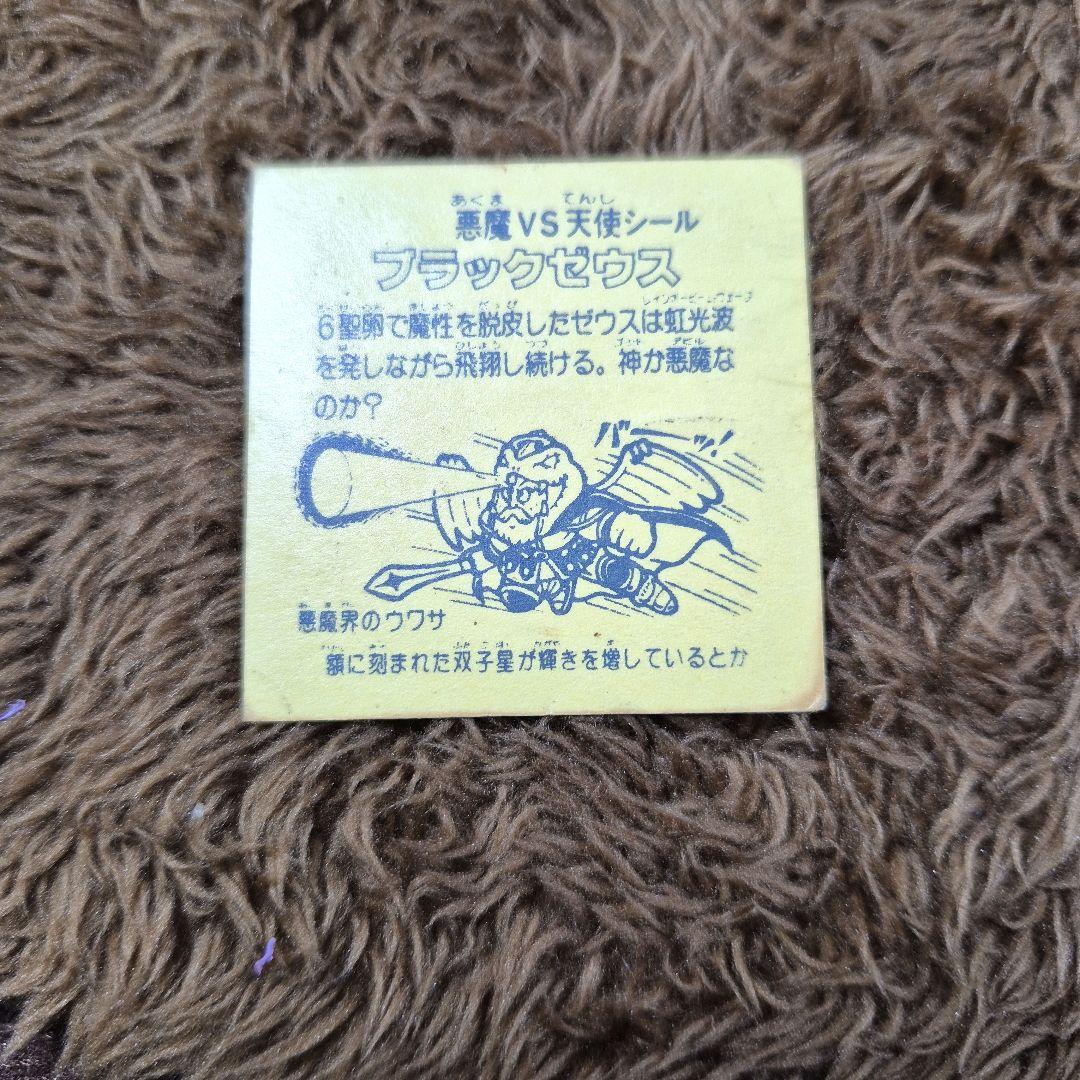 悪魔VS天使シール
ブラックゼウス
6聖卵で魔性を脱皮したゼウスは虹光波
を発しながら飛翔し続ける。神か悪魔な
のか?
バーーッ!
悪魔界のウワサ
額に刻まれた双子星が輝きを増しているとか